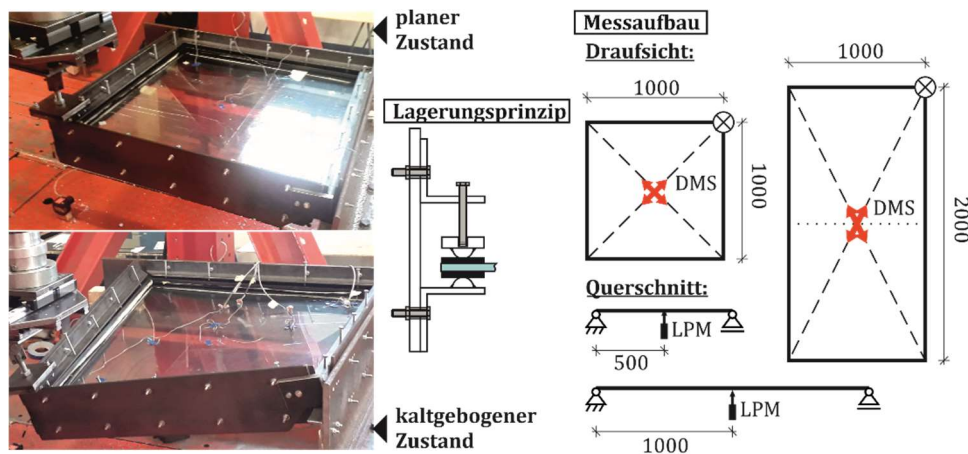 planer
Zustand
Lagerungsprinzip
kaltgebogener
Zustand
Messaufbau
Draufsicht:
1000
1000
DMS
1000
1000
DMS
2000
Querschnitt:
LPM
500
LPM
1000